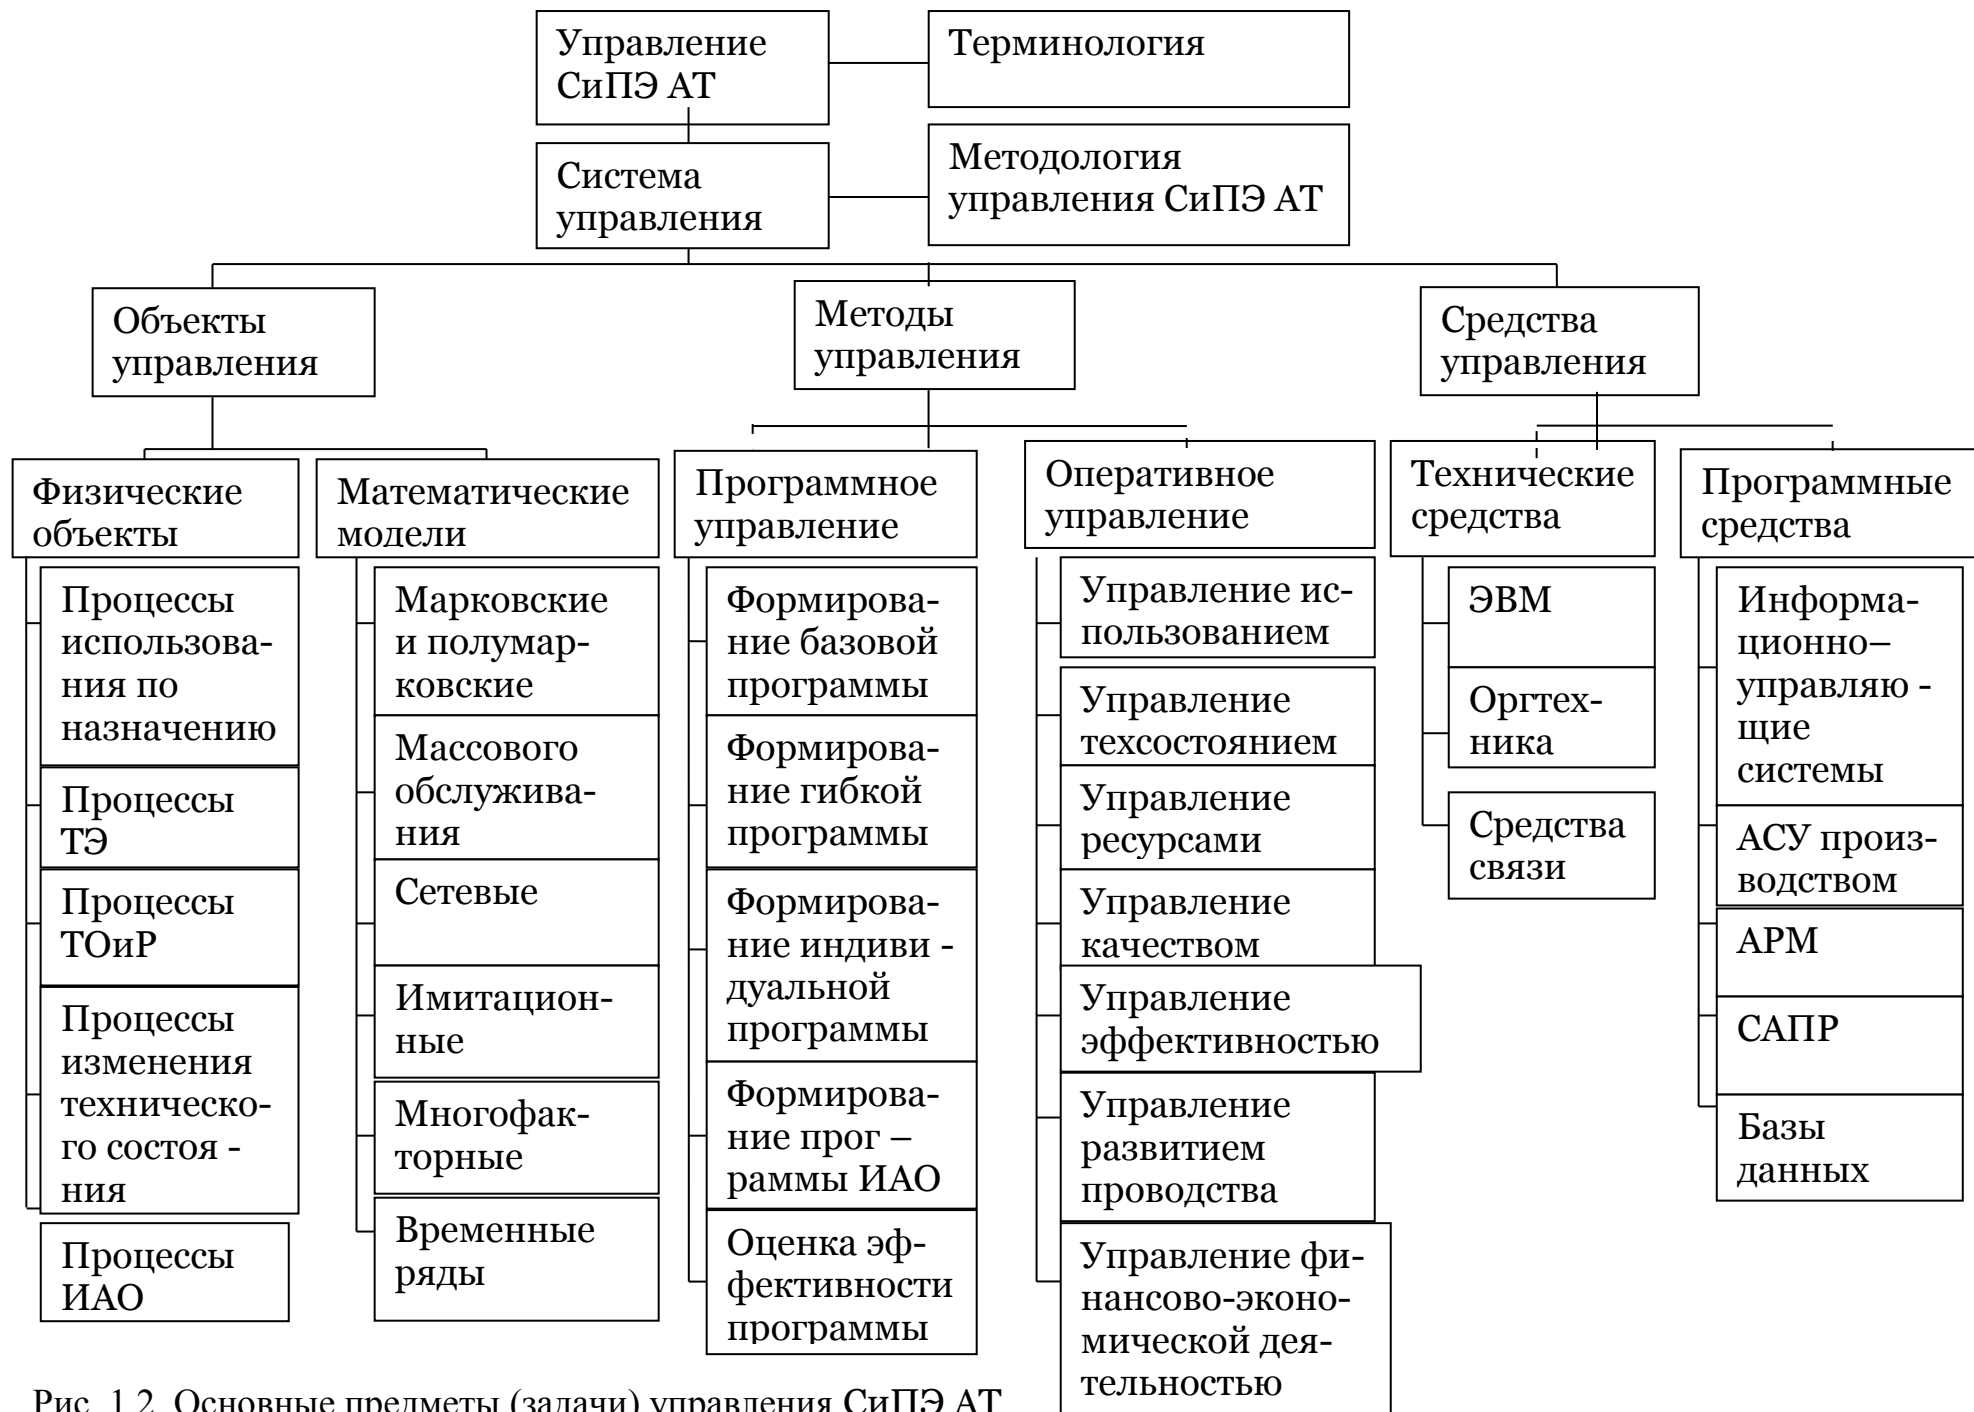 Управление
СиПЭ АТ
Терминология
Система
управления
Методология
управления СиПЭ АТ
Объекты
управления
Методы
управления
Средства
управления
Физические
объекты
Математические
модели
Программное
управление
Оперативное
управление
Технические
средства
Программные
средства
Процессы
использова-
ния по
назначению
Процессы
ТЭ
Процессы
ТОиР
Процессы
изменения
техническо-
го состоя -
ния
Процессы
ИАО
Марковские
и полумар-
ковские
Массового
обслужива-
ния
Сетевые
Имитацион-
ные
Многофак-
торные
Временные
ряды
Формирова-
ние базовой
программы
Формирова-
ние гибкой
программы
Формирова-
ние индиви -
дуальной
программы
Формирова-
ние прог –
раммы ИАО
Оценка эф-
фективности
программы
Управление ис-
пользованием
Управление
техсостоянием
Управление
ресурсами
Управление
качеством
Управление
эффективностью
Управление
развитием
проводства
Управление фи-
нансово-эконо-
мической дея-
тельностью
ЭВМ
Оргтех-
ника
Средства
связи
Информа-
ционно–
управляю -
щие
системы
АСУ произ-
водством
АРМ
САПР
Базы
данных
Рис. 1.2. Основные предметы (задачи) управления СиПЭ АТ